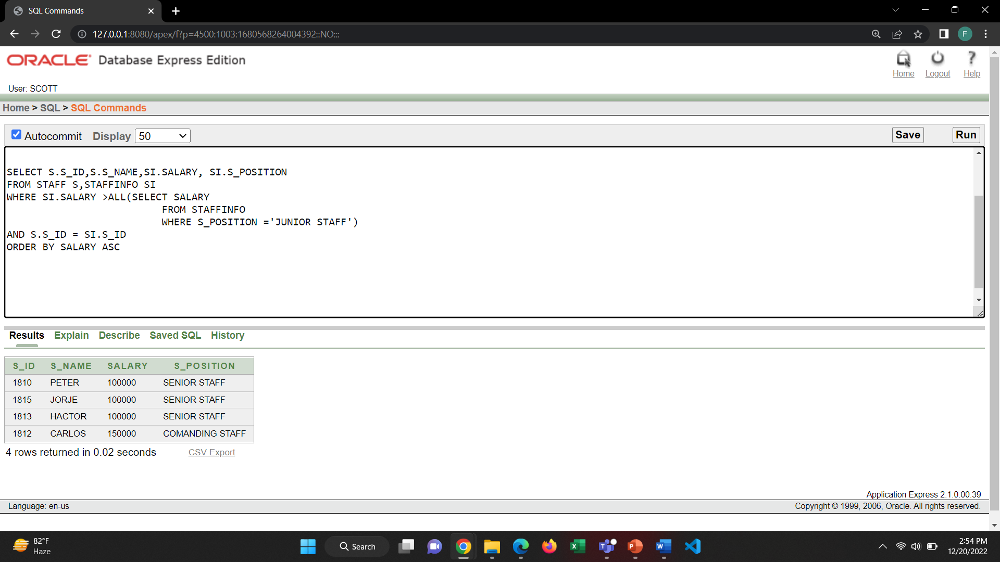 SQL Commands
127.0.0.1:8080/apex/f?p=4500:1003:1680568264004392::NO:::
F
ORACLE Database Express Edition
Home Logout Help
User: SCOTT
Home > SQL > SQL Commands
Autocommit Display 50 Save Run
SELECT S.S_ID,S.S_NAME,SI.SALARY, SI.S_POSITION
FROM STAFF S,STAFFINFO SI
WHERE SI.SALARY >ALL(SELECT SALARY
FROM STAFFINFO
WHERE S_POSITION ='JUNIOR STAFF')
AND S.S_ID = SI.S_ID
ORDER BY SALARY ASC
Results Explain Describe Saved SQL History
S_ID S_NAME SALARY S_POSITION
1810 PETER 100000 SENIOR STAFF
1815 JORJE 100000 SENIOR STAFF
1813 HACTOR 100000 SENIOR STAFF
1812 CARLOS 150000 COMANDING STAFF
4 rows returned in 0.02 seconds CSV Export
Application Express 2.1.0.00.39
Language: en-us Copyright © 1999, 2006, Oracle. All rights reserved.
82°F
Haze
Search
2:54 PM
12/20/2022